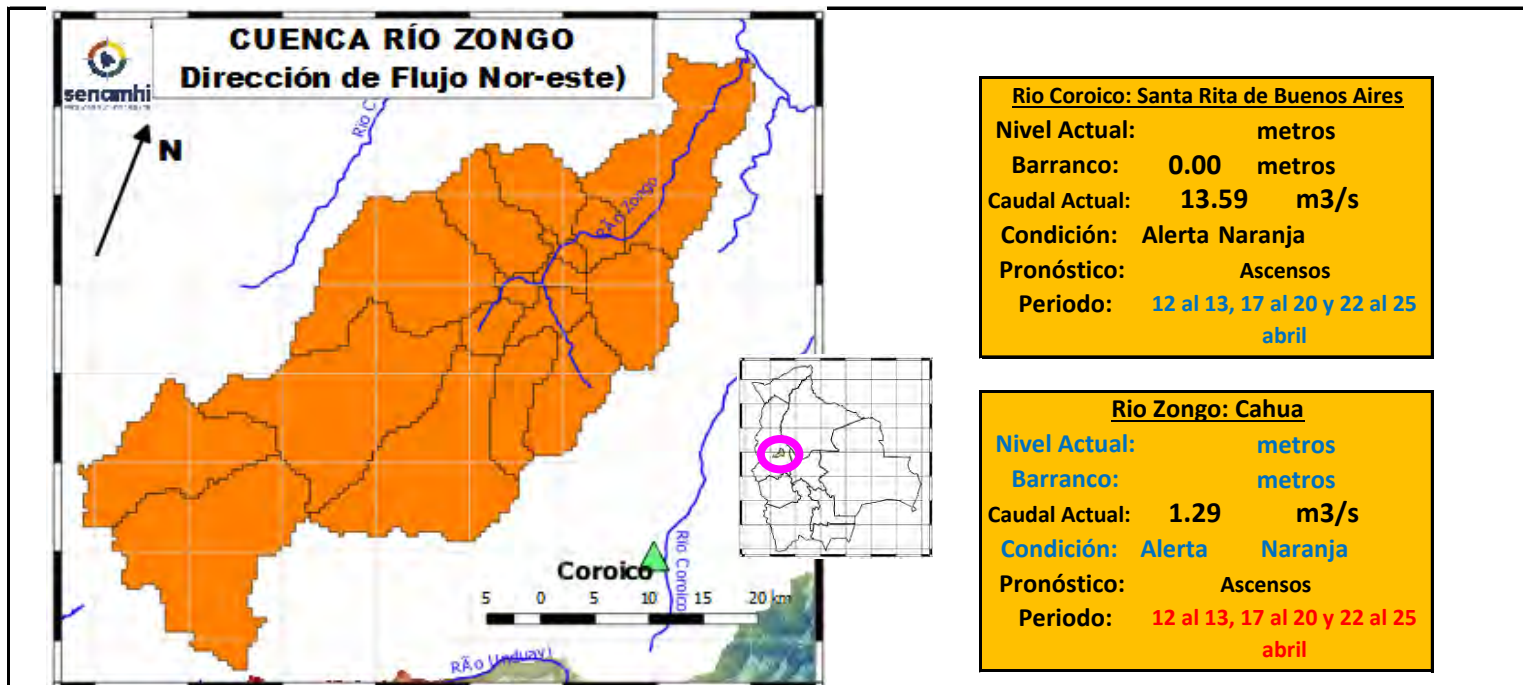 CUENCA RÍO ZONGO
Dirección de Flujo Nor-este)
senamhi
N
Rio C
RÃo Zongo
Coroico
Rio Coroico
5 0 5 10 15 20 km
RÃo (Unduay)
Rio Coroico: Santa Rita de Buenos Aires
Nivel Actual: metros
Barranco: 0.00 metros
Caudal Actual: 13.59 m3/s
Condición: Alerta Naranja
Pronóstico: Ascensos
Periodo: 12 al 13, 17 al 20 y 22 al 25
abril
Rio Zongo: Cahua
Nivel Actual: metros
Barranco: metros
Caudal Actual: 1.29 m3/s
Condición: Alerta Naranja
Pronóstico: Ascensos
Periodo: 12 al 13, 17 al 20 y 22 al 25
abril